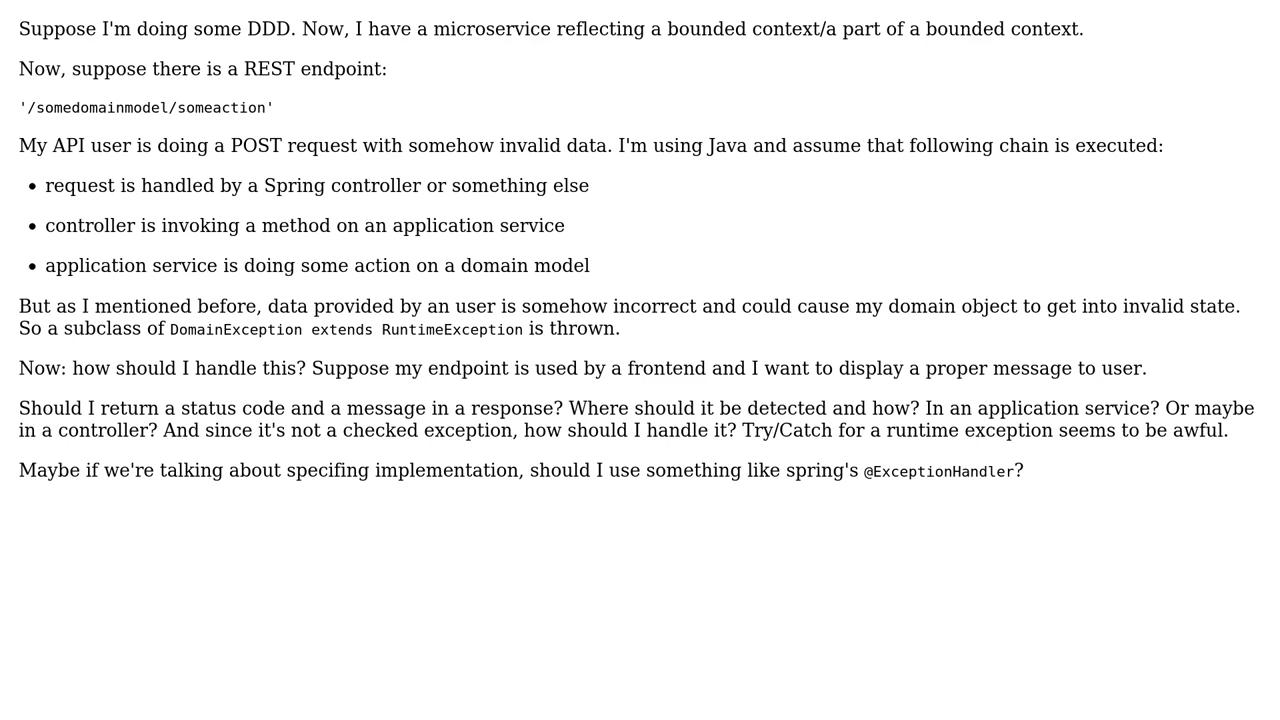 Suppose I'm doing some DDD. Now, I have a microservice reflecting a bounded context/a part of a bounded context.
Now, suppose there is a REST endpoint:
'/somedomainmodel/someaction'
My API user is doing a POST request with somehow invalid data. I'm using Java and assume that following chain is executed:
• request is handled by a Spring controller or something else
• controller is invoking a method on an application service
• application service is doing some action on a domain model
But as I mentioned before, data provided by an user is somehow incorrect and could cause my domain object to get into invalid state.
So a subclass of DomainException extends RuntimeException is thrown.
Now: how should I handle this? Suppose my endpoint is used by a frontend and I want to display a proper message to user.
Should I return a status code and a message in a response? Where should it be detected and how? In an application service? Or maybe
in a controller? And since it's not a checked exception, how should I handle it? Try/Catch for a runtime exception seems to be awful.
Maybe if we're talking about specifing implementation, should I use something like spring's @ExceptionHandler?